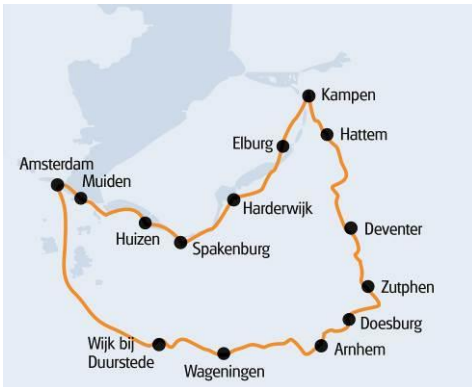 Kampen
Hattem
Elburg
Amsterdam
Muiden
Harderwijk
Huizen
Spakenburg
Deventer
Zutphen
Doesburg
Wijk bij
Duurstede
Arnhem
Wageningen